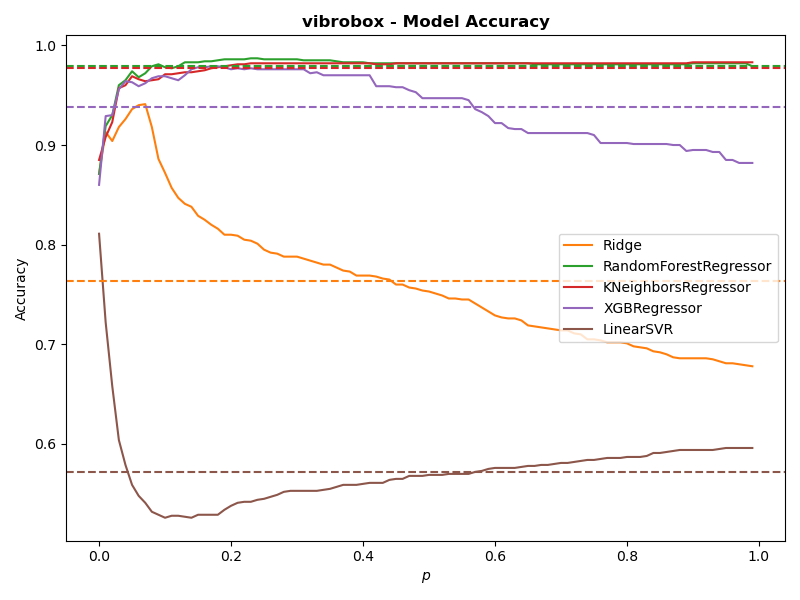 vibrobox - Model Accuracy
1.0
0.9
0.8
0.7
0.6
Accuracy
Ridge
RandomForestRegressor
KNeighborsRegressor
XGBRegressor
LinearSVR
0.0 0.2 0.4 0.6 0.8 1.0
p